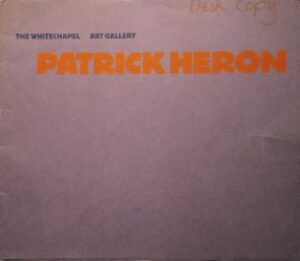 Desk Copy
THE WHITECHAPEL ART GALLERY
PATRICK HERON